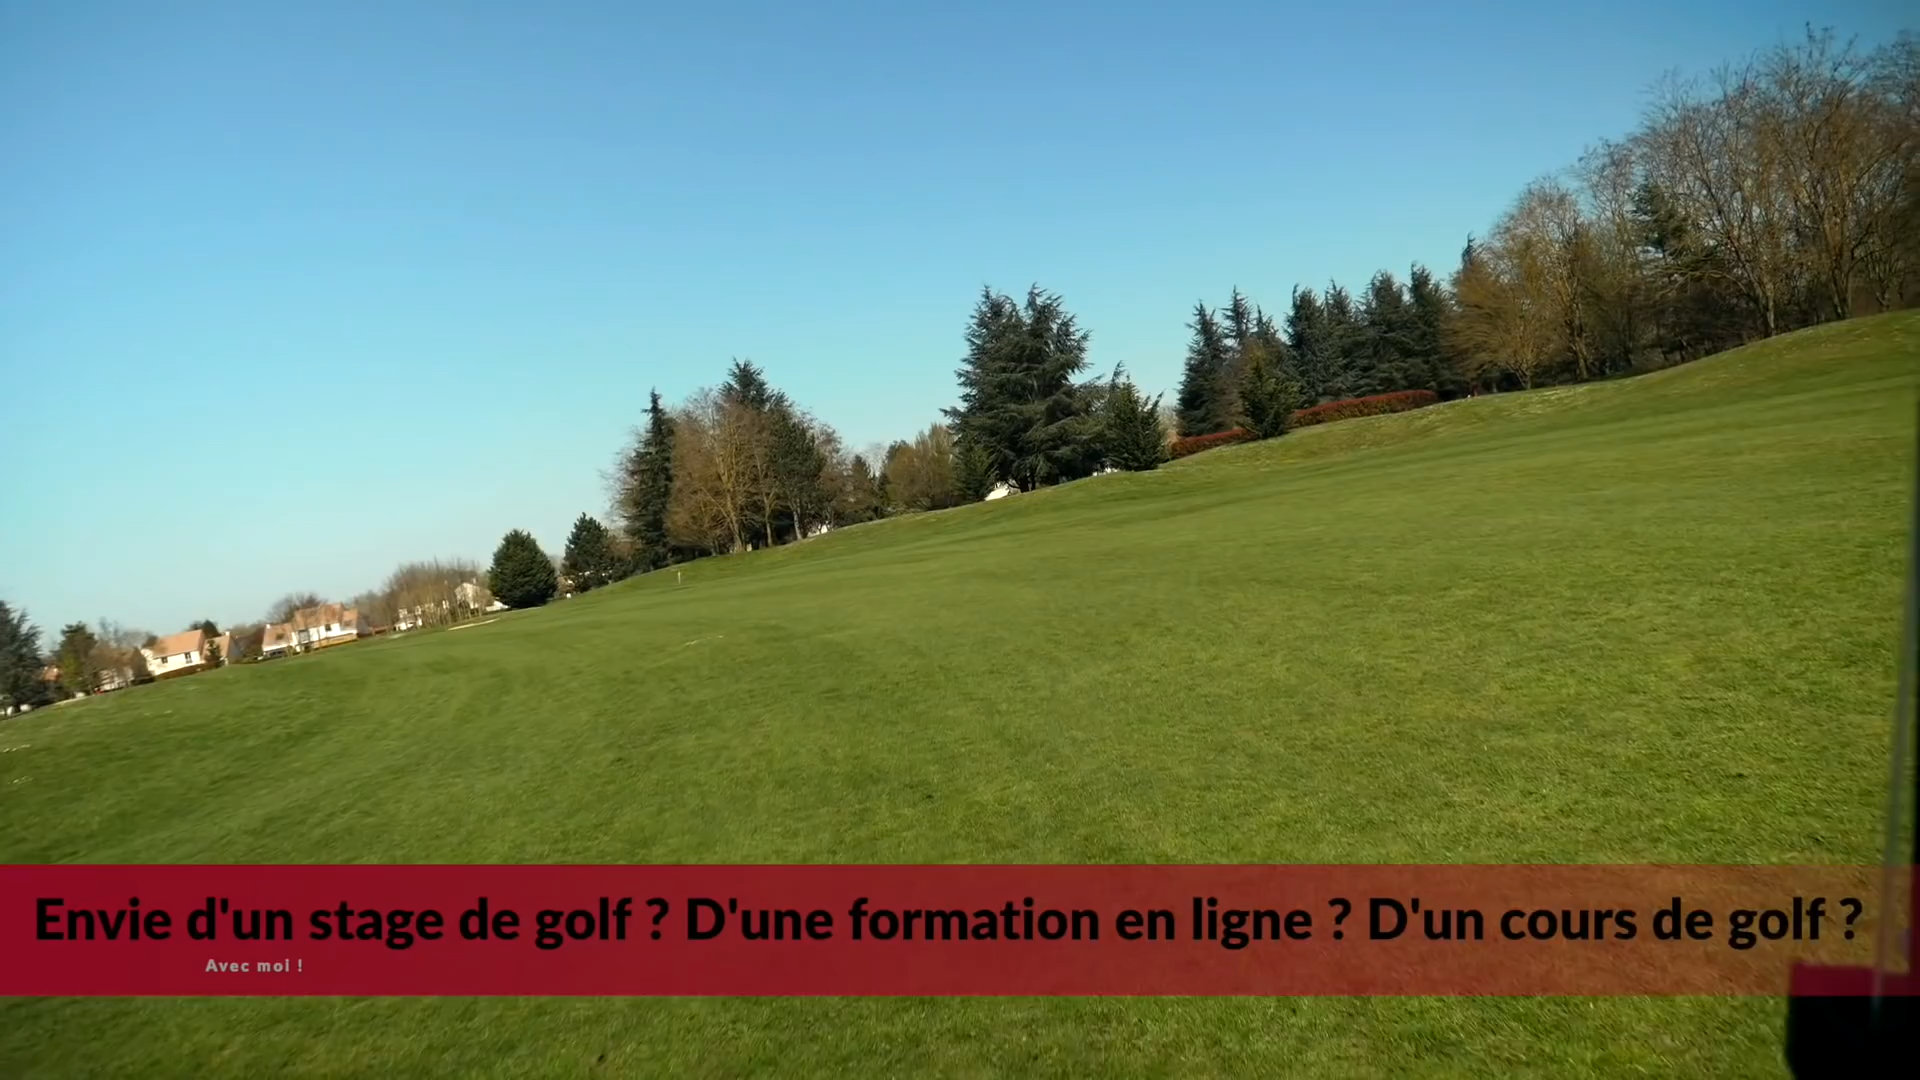 Envie d'un stage de golf ? D'une formation en ligne ? D'un cours de golf ?
Avec moi !